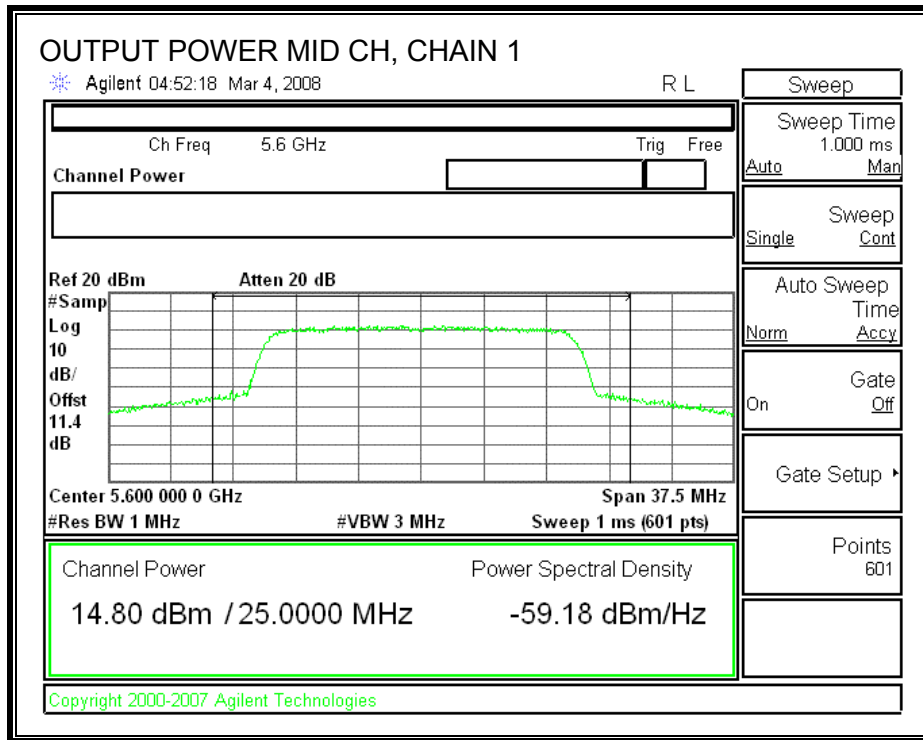 OUTPUT POWER MID CH, CHAIN 1
Agilent 04:52:18 Mar 4, 2008 R L
Ch Freq 5.6 GHz Trig Free
Channel Power
Ref 20 dBm Atten 20 dB
#Samp
Log
10
dB/
Offst
11.4
dB
Center 5.600 000 0 GHz Span 37.5 MHz
#Res BW 1 MHz #VBW 3 MHz Sweep 1 ms (601 pts)
Channel Power Power Spectral Density
14.80 dBm / 25.0000 MHz -59.18 dBm/Hz
Copyright 2000-2007 Agilent Technologies
Sweep
Sweep Time
1.000 ms
Auto Man
Sweep
Single Cont
Auto Sweep
Time
Norm Accy
Gate
On Off
Gate Setup
Points
601